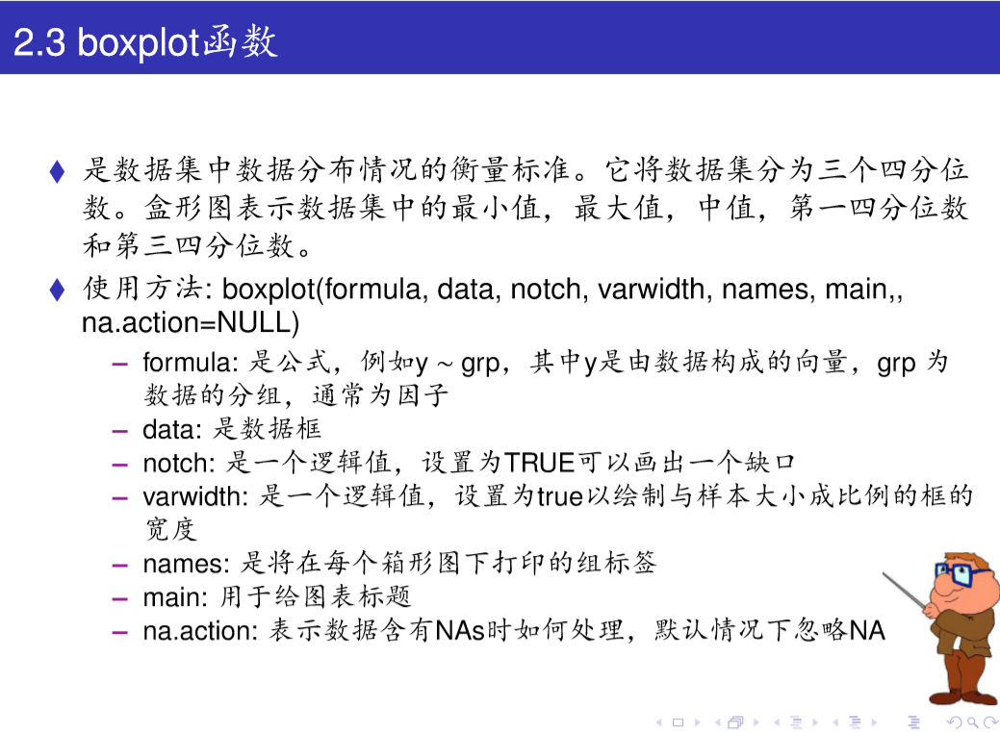 2.3 boxplot函数
是数据集中数据分布情况的衡量标准。它将数据集分为三个四分位
数。盒形图表示数据集中的最小值，最大值，中值，第一四分位数
和第三四分位数。
使用方法: boxplot(formula, data, notch, varwidth, names, main,,
na.action=NULL)
– formula: 是公式，例如y ~ grp，其中y是由数据构成的向量，grp 为
数据的分组，通常为因子
– data: 是数据框
– notch: 是一个逻辑值，设置为TRUE可以画出一个缺口
– varwidth: 是一个逻辑值，设置为true以绘制与样本大小成比例的框的
宽度
– names: 是将在每个箱形图下打印的组标签
– main: 用于给图表标题
– na.action: 表示数据含有NAs时如何处理，默认情况下忽略NA